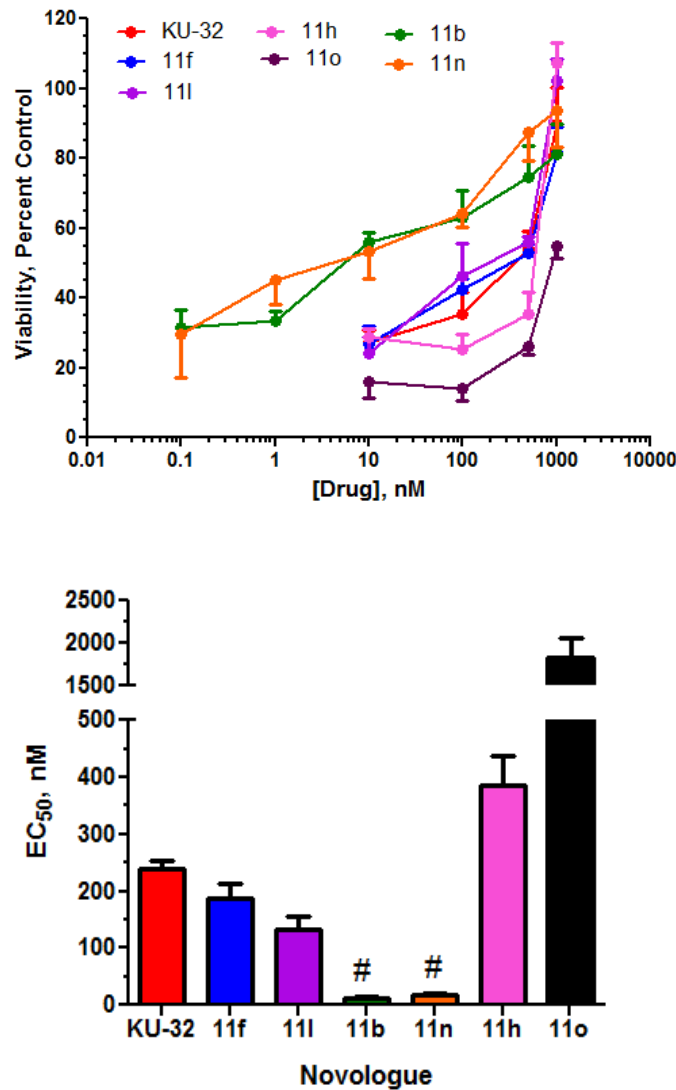 120
100
80
60
40
20
0
Viability, Percent Control
KU-32 11h 11b
11f 11o 11n
11l
0.01 0.1 1 10 100 1000 10000
[Drug], nM
2500
2000
1500
500
400
300
200
100
0
EC50, nM
# #
KU-32 11f 11l 11b 11n 11h 11o
Novologue